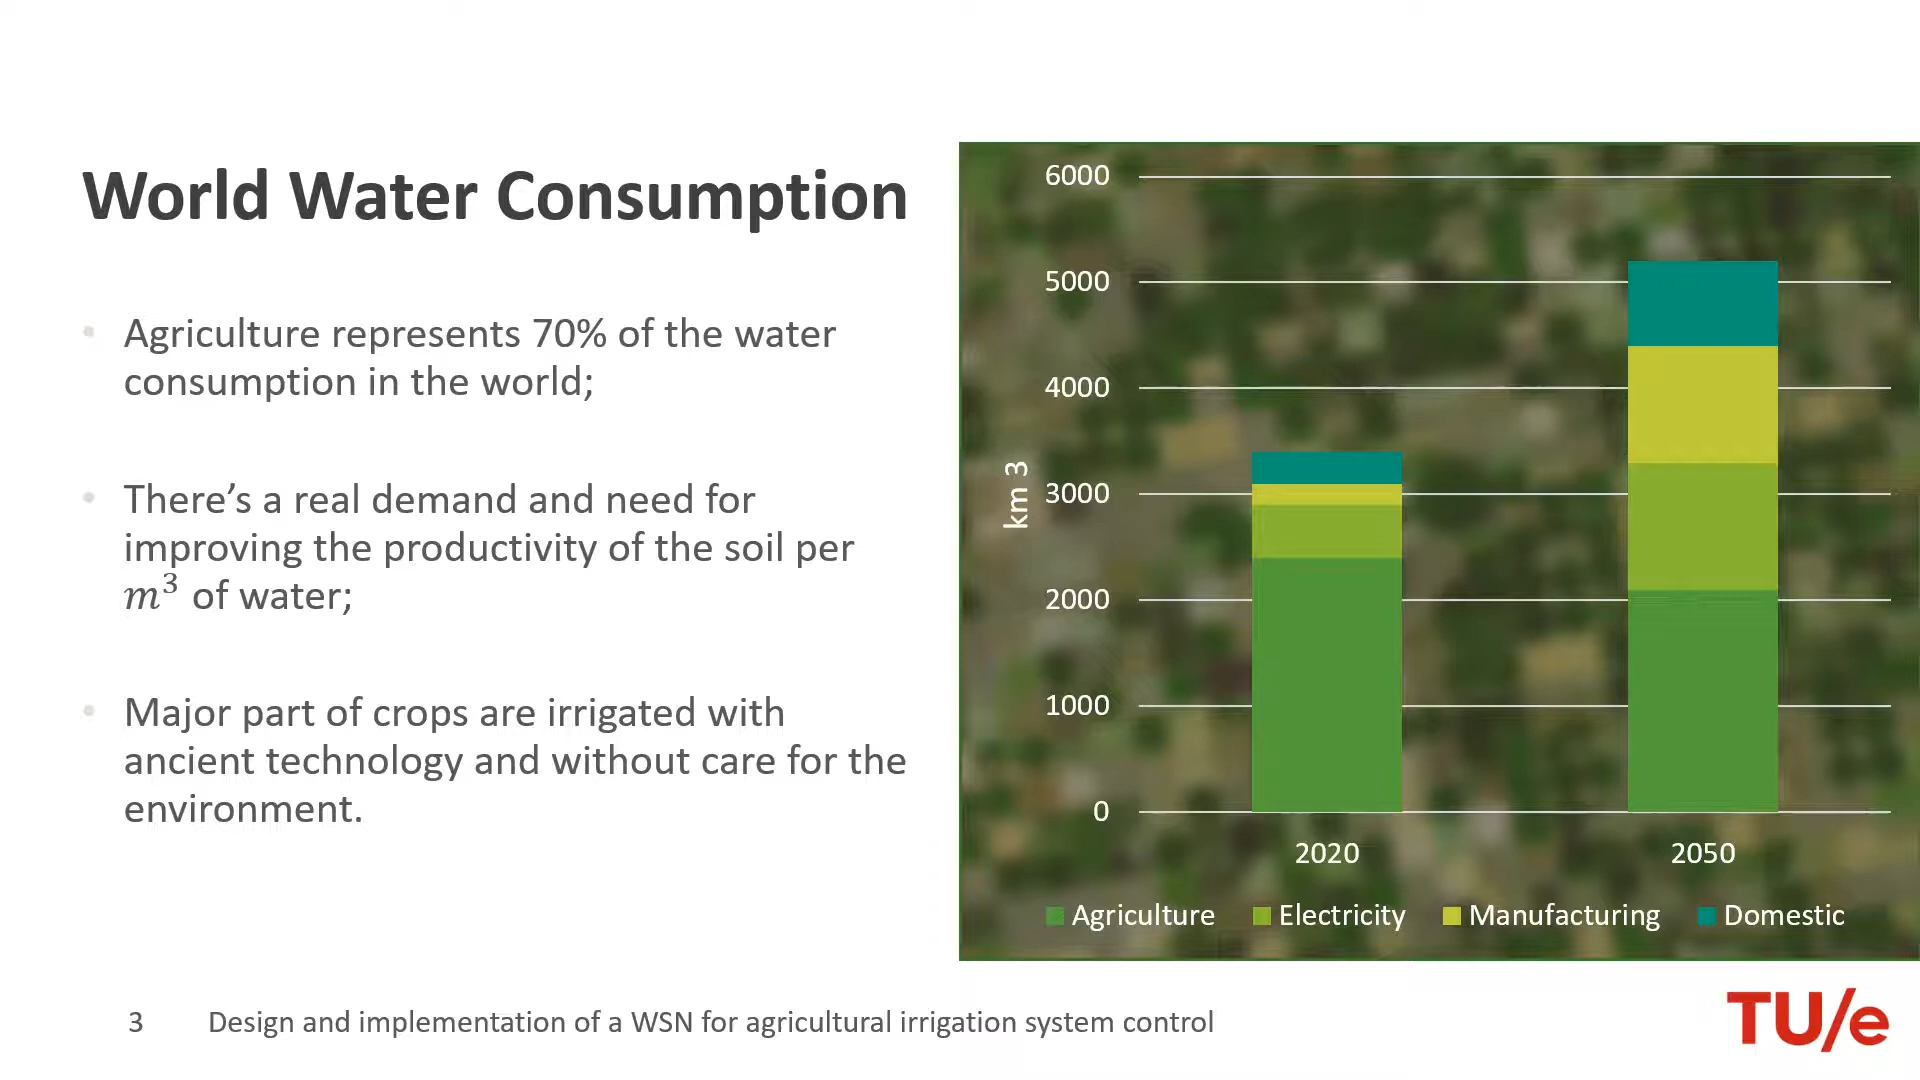 World Water Consumption
• Agriculture represents 70% of the water
consumption in the world;
• There’s a real demand and need for
improving the productivity of the soil per
m³ of water;
• Major part of crops are irrigated with
ancient technology and without care for the
environment.
6000
5000
4000
3000
2000
1000
0
km 3
2020 2050
Agriculture Electricity Manufacturing Domestic
3 Design and implementation of a WSN for agricultural irrigation system control
TU/e